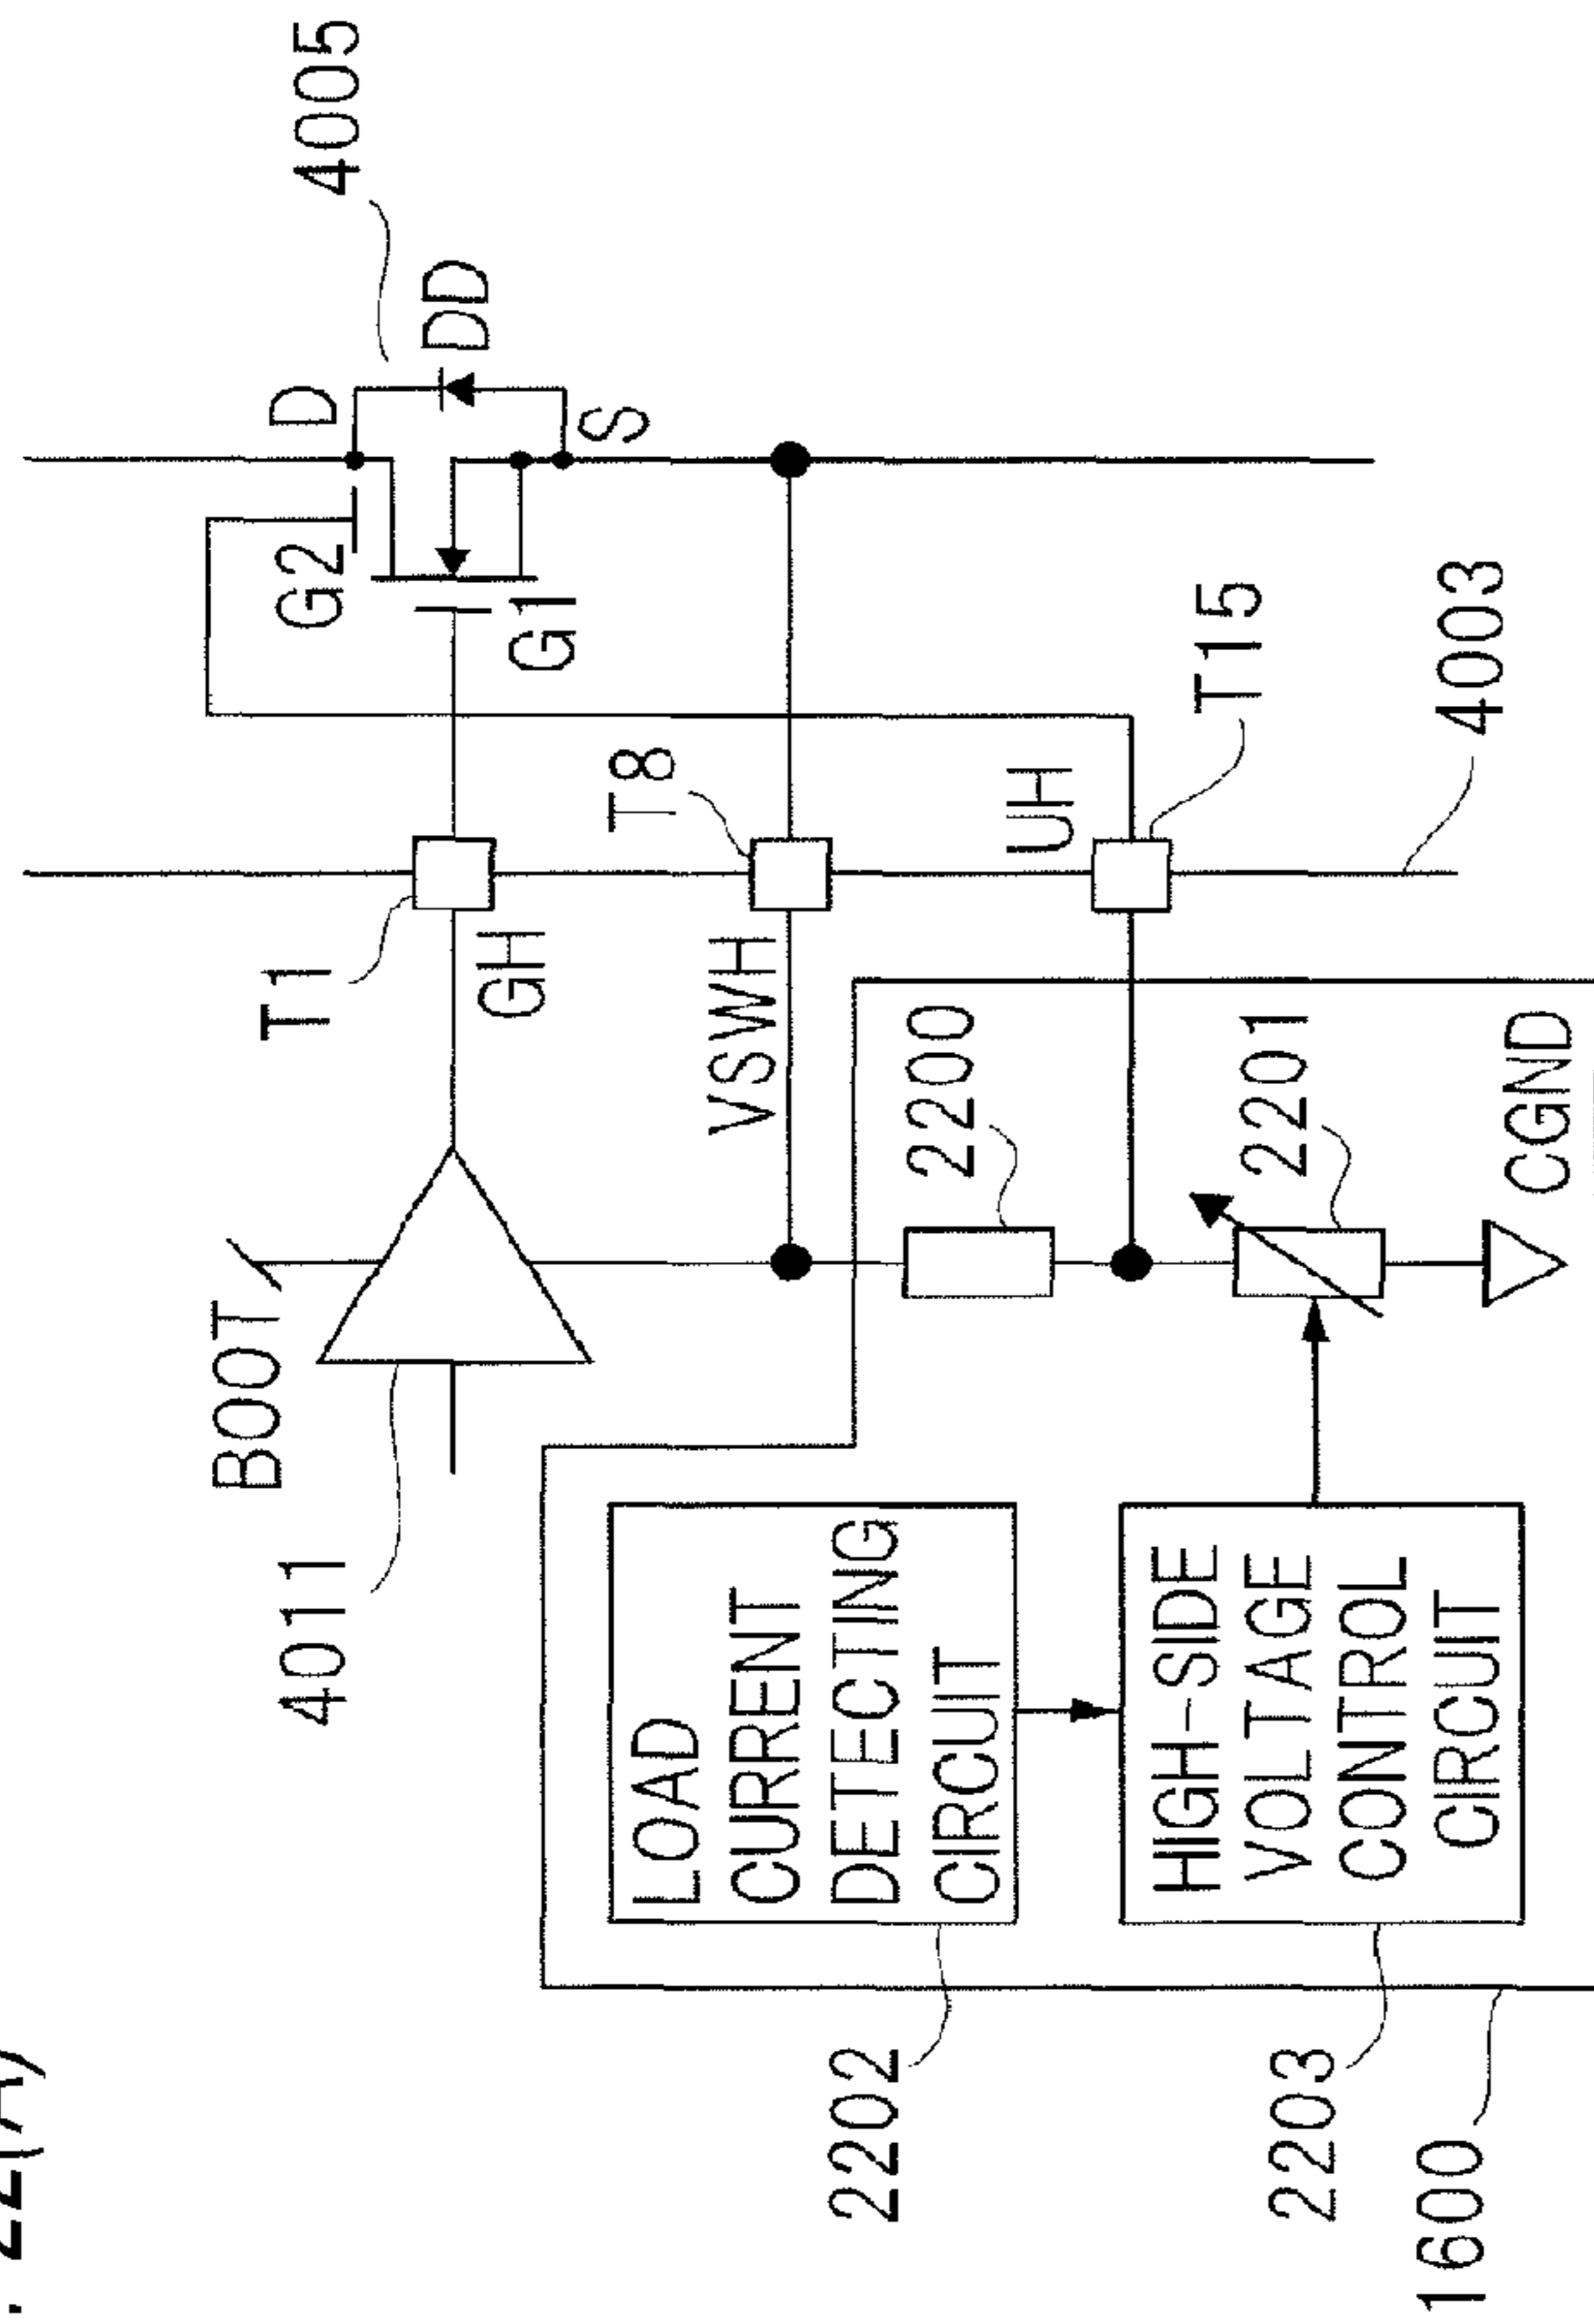 22(A)
BOOT
4011
T1
GH
G2
D
4005
DD
G1
S
T8
VSWH
UH
T15
4003
2200
2201
CGND
LOAD
CURRENT
DETECTING
CIRCUIT
HIGH-SIDE
VOLTAGE
CONTROL
CIRCUIT
2202
2203
1600